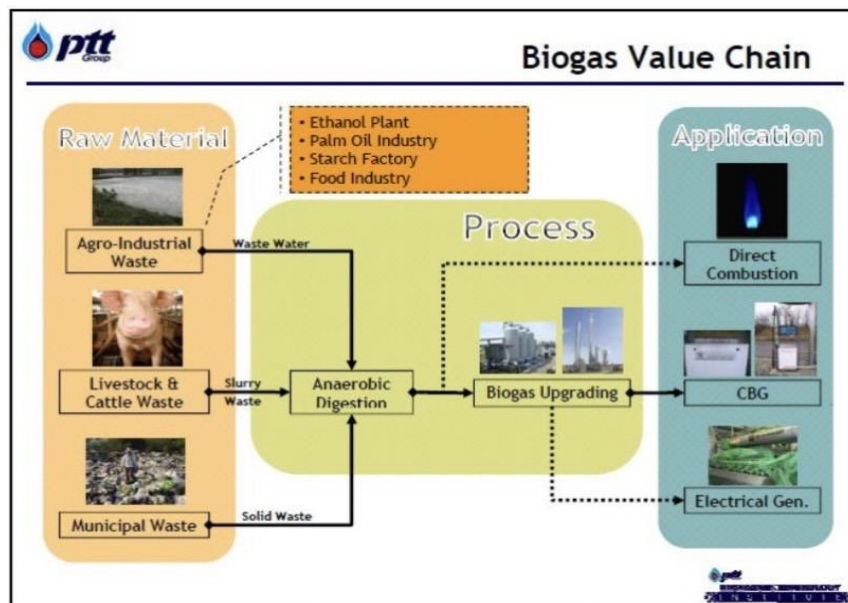 ptt
Group
Biogas Value Chain
Raw Material
• Ethanol Plant
• Palm Oil Industry
• Starch Factory
• Food Industry
Application
Process
Agro-Industrial
Waste
Waste Water
Direct
Combustion
Livestock &
Cattle Waste
Slurry
Waste
Anaerobic
Digestion
Biogas Upgrading
CBG
Municipal Waste
Solid Waste
Electrical Gen.
ptt
INSTITUTE